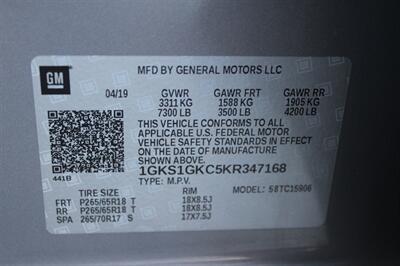 GM
MFD BY GENERAL MOTORS LLC
04/19 GVWR GAWR FRT GAWR RR
3311 KG 1588 KG 1905 KG
7300 LB 3500 LB 4200 LB
THIS VEHICLE CONFORMS TO ALL
APPLICABLE U.S. FEDERAL MOTOR
VEHICLE SAFETY STANDARDS IN EFFECT
ON THE DATE OF MANUFACTURE
SHOWN ABOVE.
1GKS1GKC5KR347168
441B TYPE: M.P.V. MODEL: 58TC15906
TIRE SIZE RIM
FRT P265/65R18 T 18X8.5J
RR P265/65R18 T 18X8.5J
SPA 265/70R17 S 17X7.5J